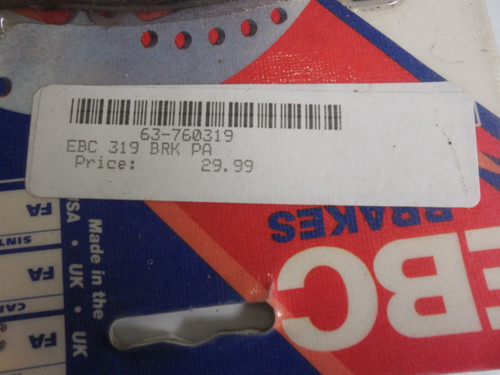 63-760319
EBC 319 BRK PA
Price: 29.99
EBC
BRAKES
Made in the
USA • UK • UK
FA
SINT
FA
FA